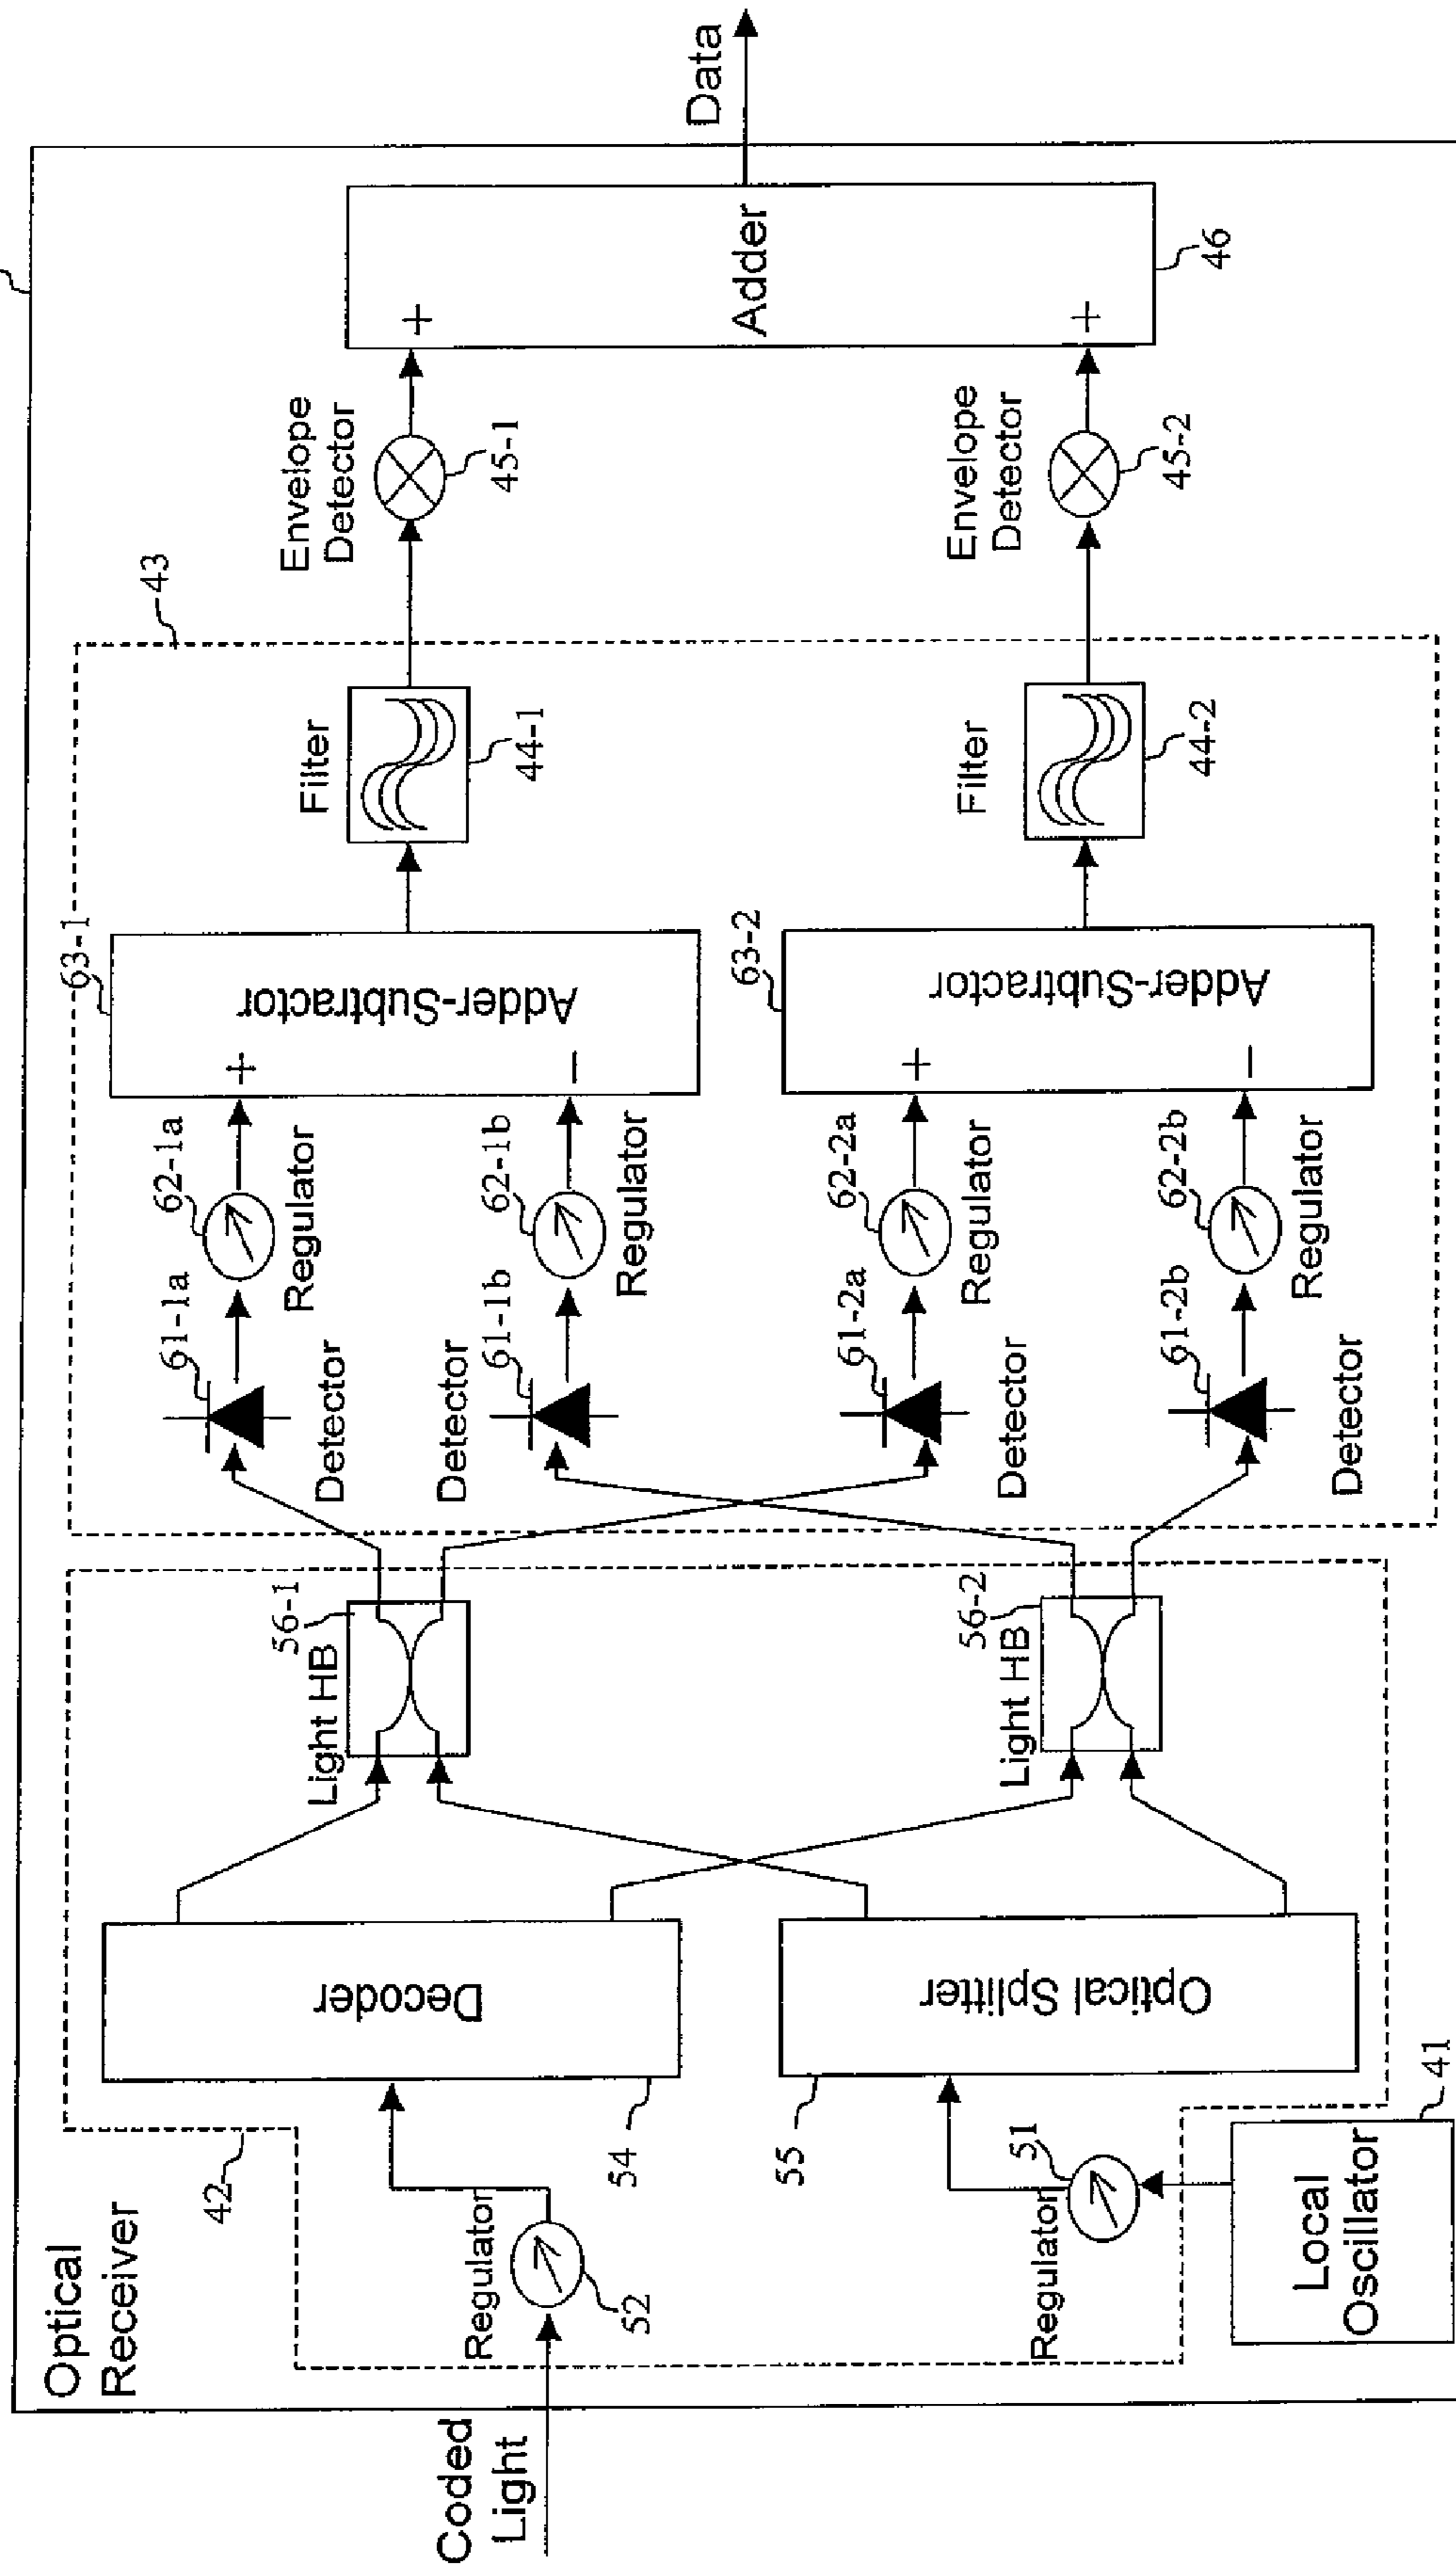 Optical
Receiver
Coded
Light
Regulator
52
42
Decoder
54
Optical Splitter
55
Regulator
51
Local
Oscillator
41
Light HB
56-1
Light HB
56-2
43
61-1a
Detector
61-1b
Detector
61-2a
Detector
61-2b
Detector
62-1a
Regulator
62-1b
Regulator
62-2a
Regulator
62-2b
Regulator
63-1
Adder-Subtractor
+
−
63-2
Adder-Subtractor
+
−
Filter
44-1
Filter
44-2
Envelope
Detector
45-1
Envelope
Detector
45-2
+
Adder
+
46
Data